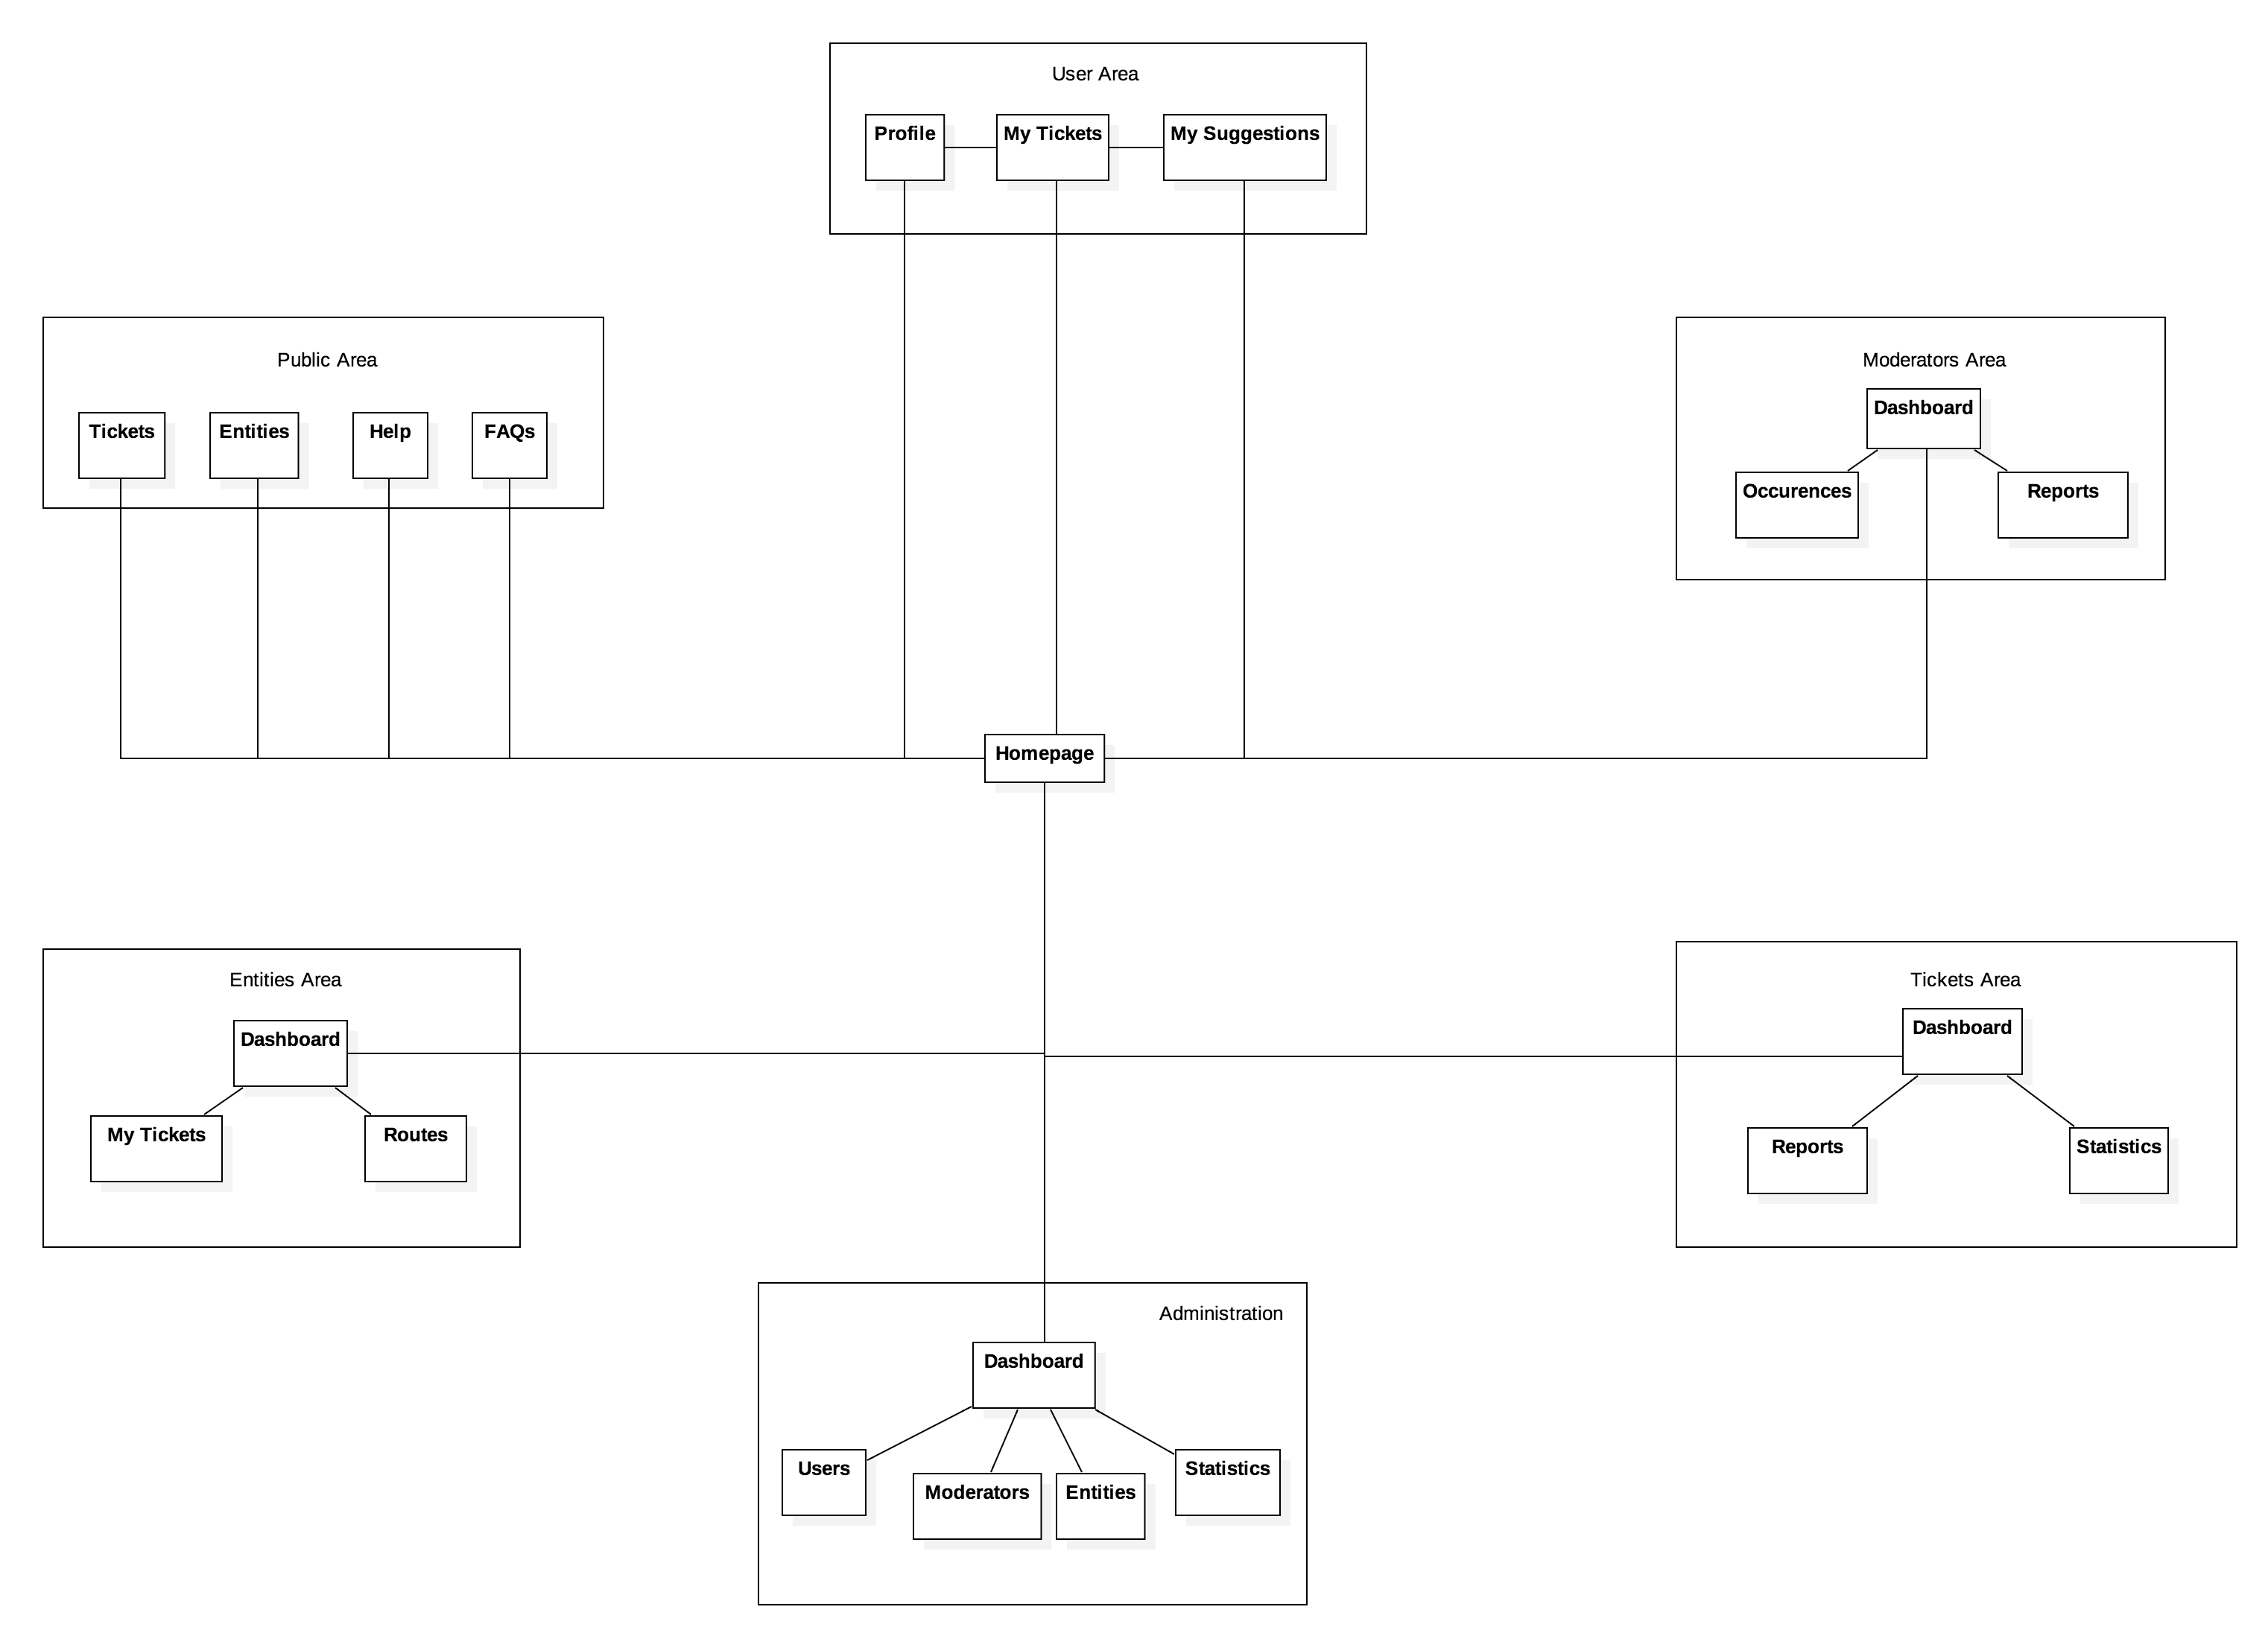 User Area
Profile
My Tickets
My Suggestions
Public Area
Tickets
Entities
Help
FAQs
Moderators Area
Dashboard
Occurences
Reports
Homepage
Entities Area
Dashboard
My Tickets
Routes
Tickets Area
Dashboard
Reports
Statistics
Administration
Dashboard
Users
Moderators
Entities
Statistics